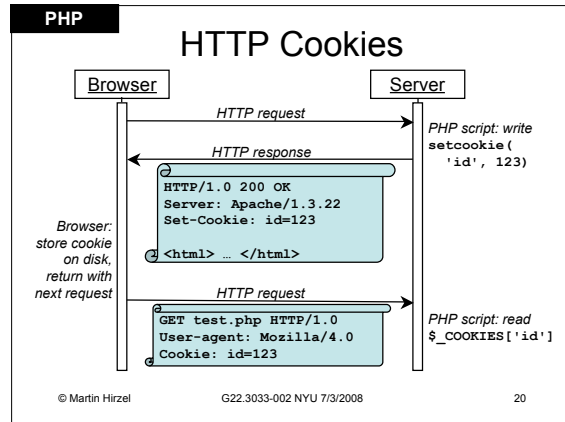 PHP
HTTP Cookies
Browser
Server
HTTP request
PHP script: write
setcookie(
'id', 123)
HTTP response
HTTP/1.0 200 OK
Server: Apache/1.3.22
Set-Cookie: id=123
<html> … </html>
Browser:
store cookie
on disk,
return with
next request
HTTP request
GET test.php HTTP/1.0
User-agent: Mozilla/4.0
Cookie: id=123
PHP script: read
$_COOKIES['id']
© Martin Hirzel
G22.3033-002 NYU 7/3/2008
20